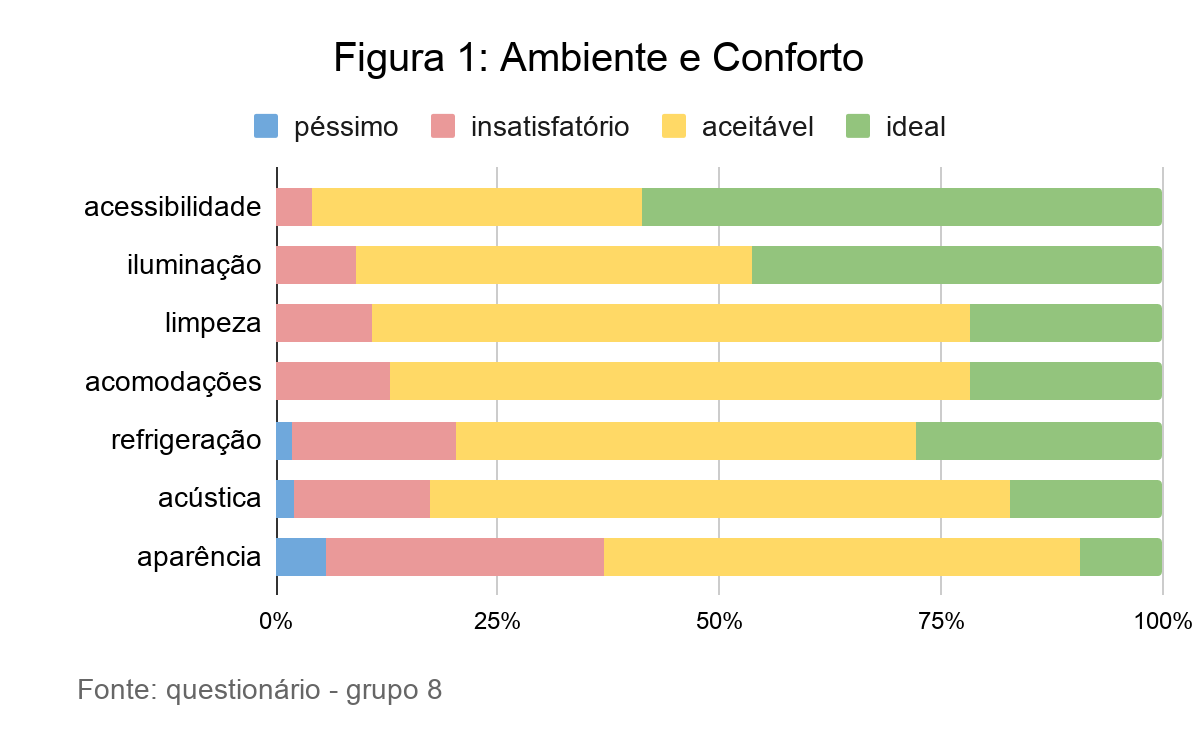 Figura 1: Ambiente e Conforto
péssimo insatisfatório aceitável ideal
acessibilidade
iluminação
limpeza
acomodações
refrigeração
acústica
aparência
0% 25% 50% 75% 100%
Fonte: questionário - grupo 8